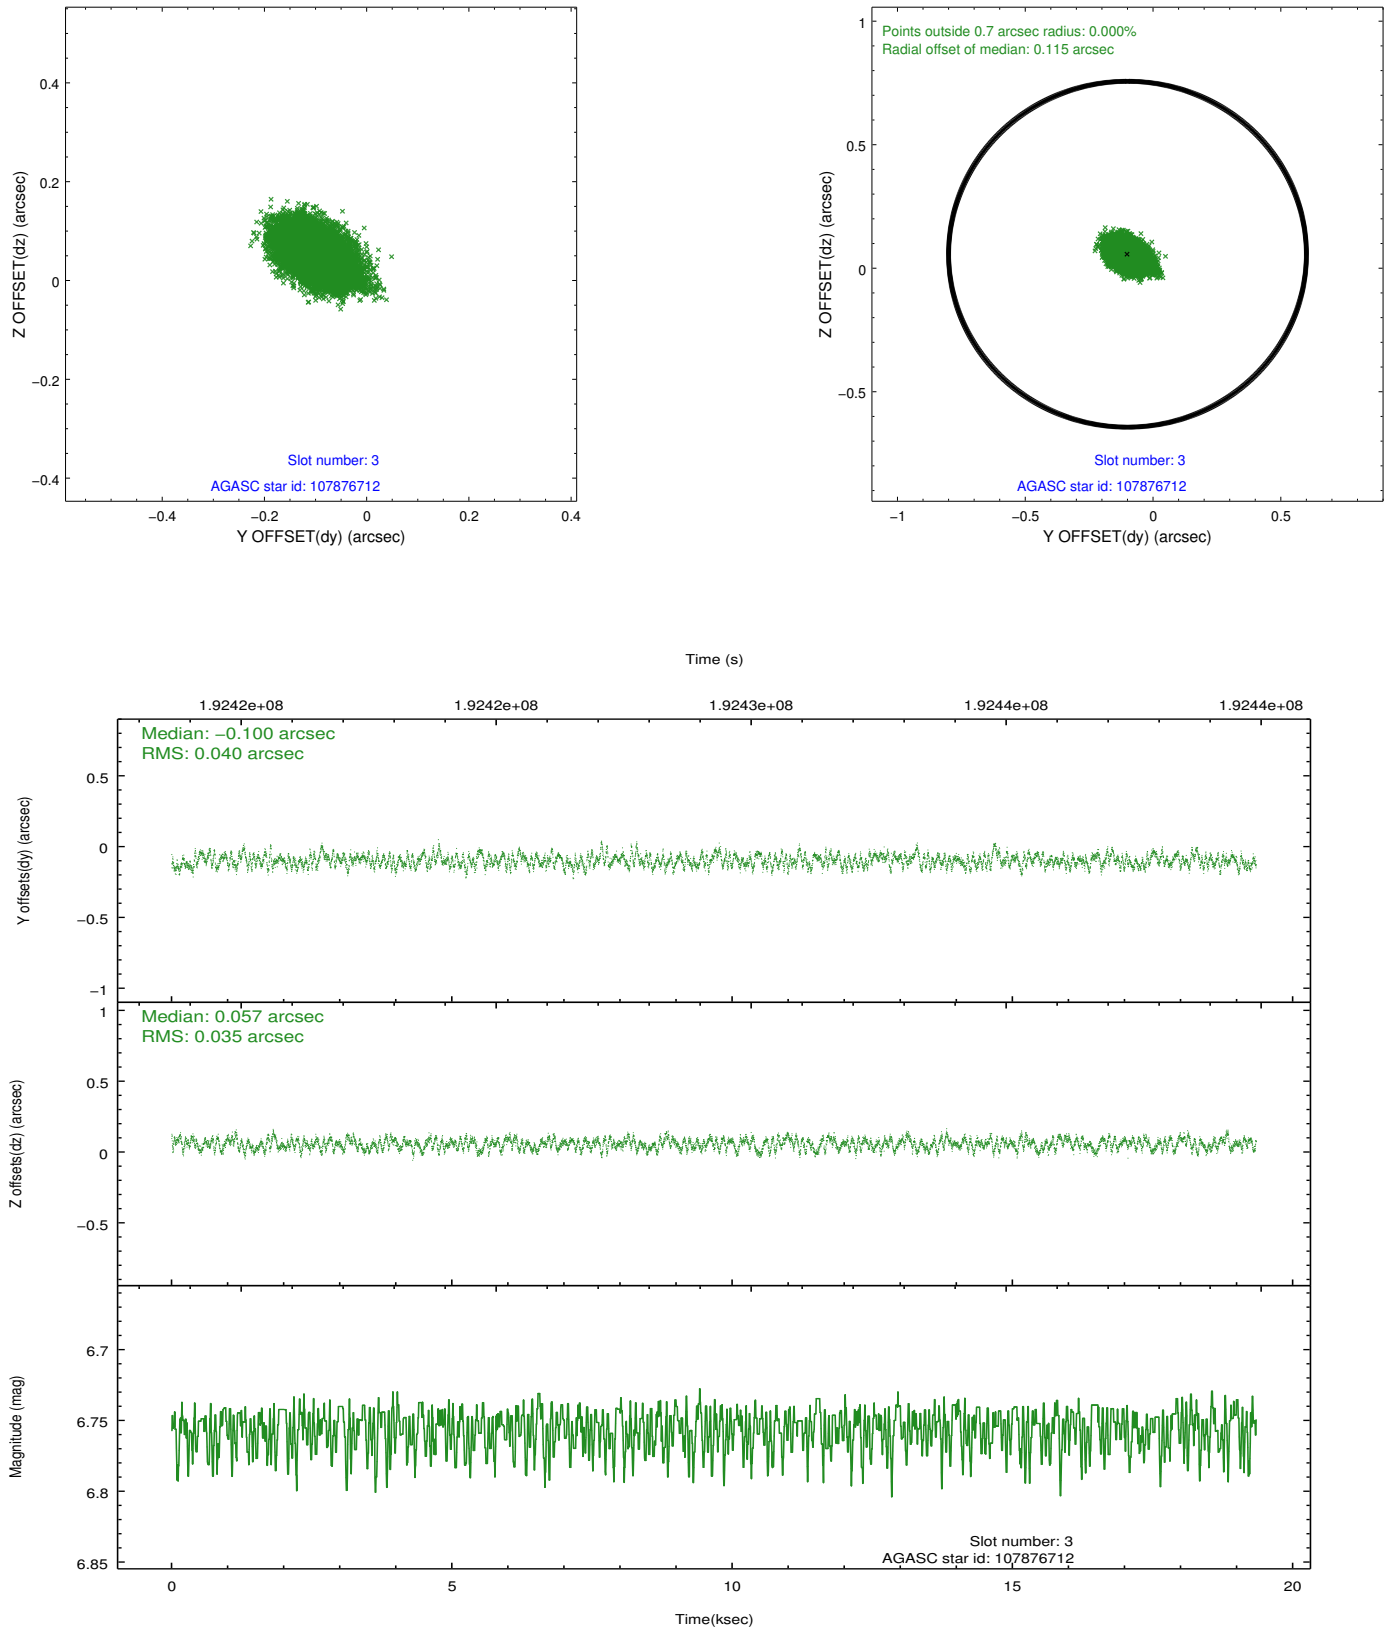 0.4
0.2
0
−0.2
−0.4
Z OFFSET(dz) (arcsec)
Slot number: 3
AGASC star id: 107876712
−0.4
−0.2
0
0.2
0.4
Y OFFSET(dy) (arcsec)
Points outside 0.7 arcsec radius: 0.000%
Radial offset of median: 0.115 arcsec
1
0.5
0
−0.5
Z OFFSET(dz) (arcsec)
Slot number: 3
AGASC star id: 107876712
−1
−0.5
0
0.5
Y OFFSET(dy) (arcsec)
Time (s)
1.9242e+08
1.9242e+08
1.9243e+08
1.9244e+08
1.9244e+08
Median: −0.100 arcsec
RMS: 0.040 arcsec
0.5
0
−0.5
−1
Y offsets(dy) (arcsec)
Median: 0.057 arcsec
RMS: 0.035 arcsec
1
0.5
0
−0.5
Z offsets(dz) (arcsec)
6.7
6.75
6.8
6.85
Magnitude (mag)
Slot number: 3
AGASC star id: 107876712
0
5
10
15
20
Time(ksec)